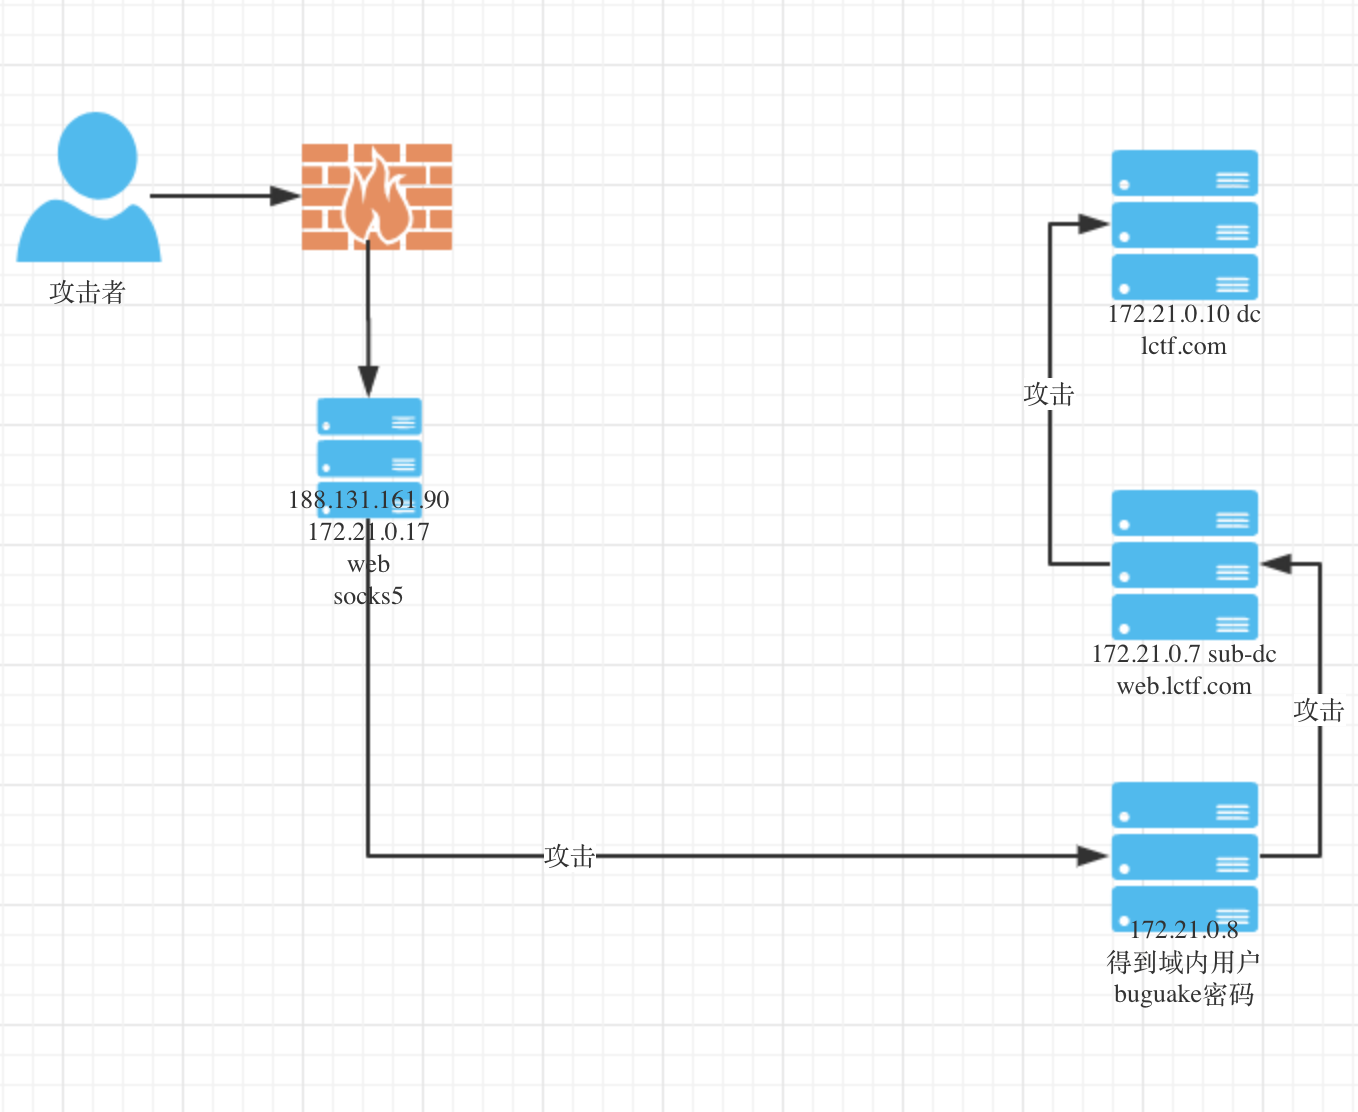 攻击者
188.131.161.90
172.21.0.17
web
socks5
攻击
172.21.0.10 dc
lctf.com
攻击
172.21.0.7 sub-dc
web.lctf.com
攻击
172.21.0.8
得到域内用户
buguake密码